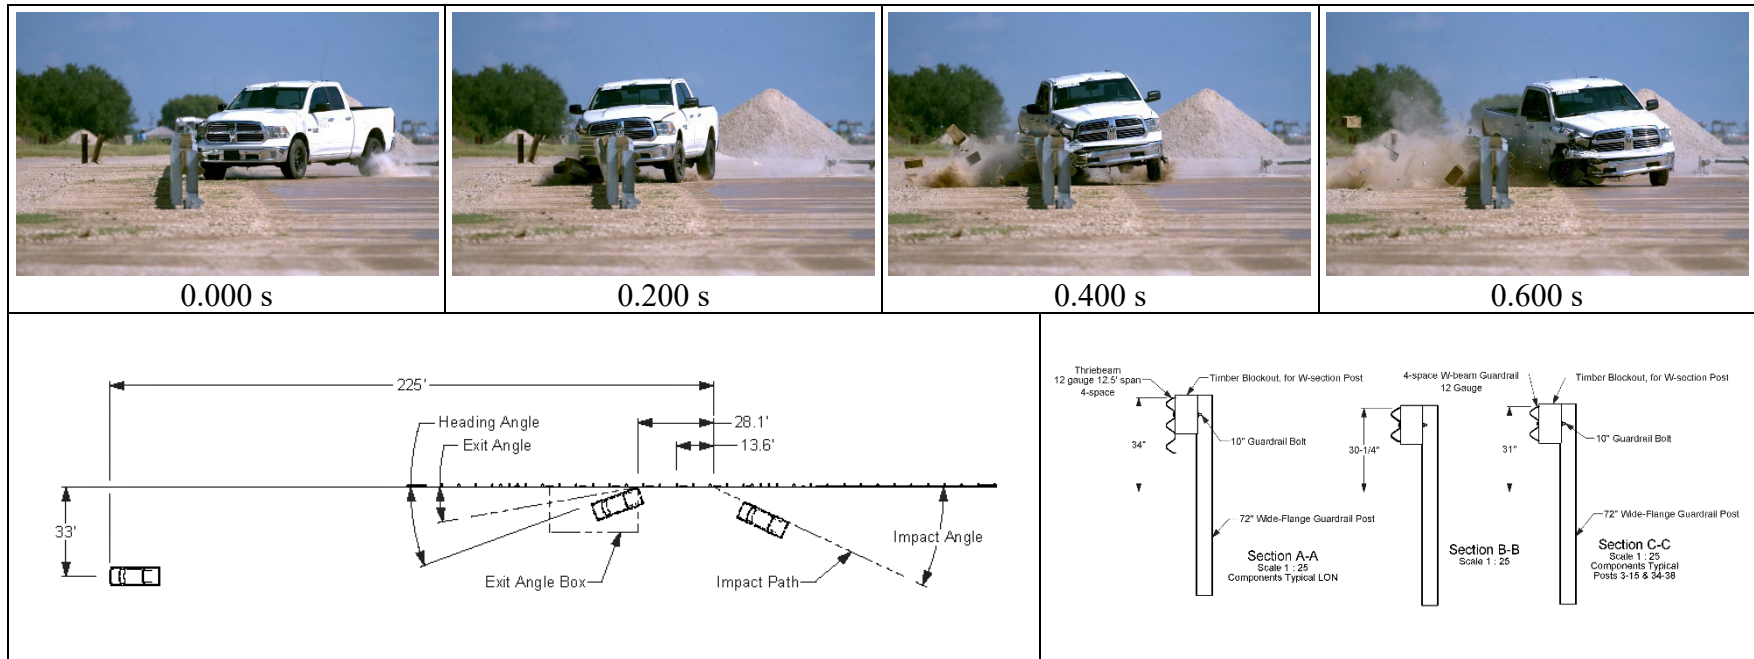 0.000 s
0.200 s
0.400 s
0.600 s
225'
Heading Angle
Exit Angle
28.1'
13.6'
33'
Impact Angle
Exit Angle Box
Impact Path
Thriebeam
12 gauge 12.5' span
4-space
Timber Blockout, for W-section Post
34"
10" Guardrail Bolt
72" Wide-Flange Guardrail Post
Section A-A
Scale 1 : 25
Components Typical LON
30-1/4"
Section B-B
Scale 1 : 25
4-space W-beam Guardrail
12 Gauge
Timber Blockout, for W-section Post
31"
10" Guardrail Bolt
72" Wide-Flange Guardrail Post
Section C-C
Scale 1 : 25
Components Typical
Posts 3-15 & 34-38